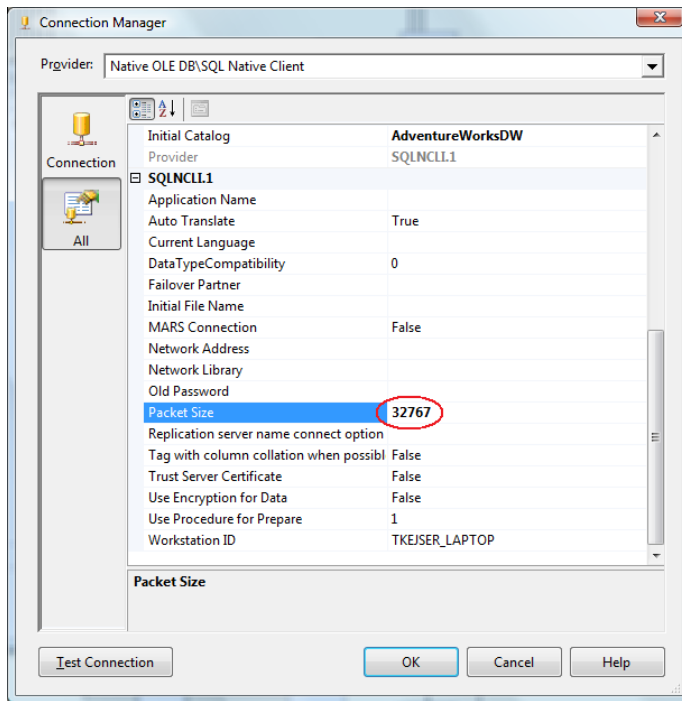 Connection Manager
Provider: Native OLE DB\SQL Native Client
Connection
All
Initial Catalog AdventureWorksDW
Provider SQLNCLI.1
SQLNCLI.1
Application Name
Auto Translate True
Current Language
DataTypeCompatibility 0
Failover Partner
Initial File Name
MARS Connection False
Network Address
Network Library
Old Password
Packet Size 32767
Replication server name connect option
Tag with column collation when possibl False
Trust Server Certificate False
Use Encryption for Data False
Use Procedure for Prepare 1
Workstation ID TKEJSER_LAPTOP
Packet Size
Test Connection OK Cancel Help